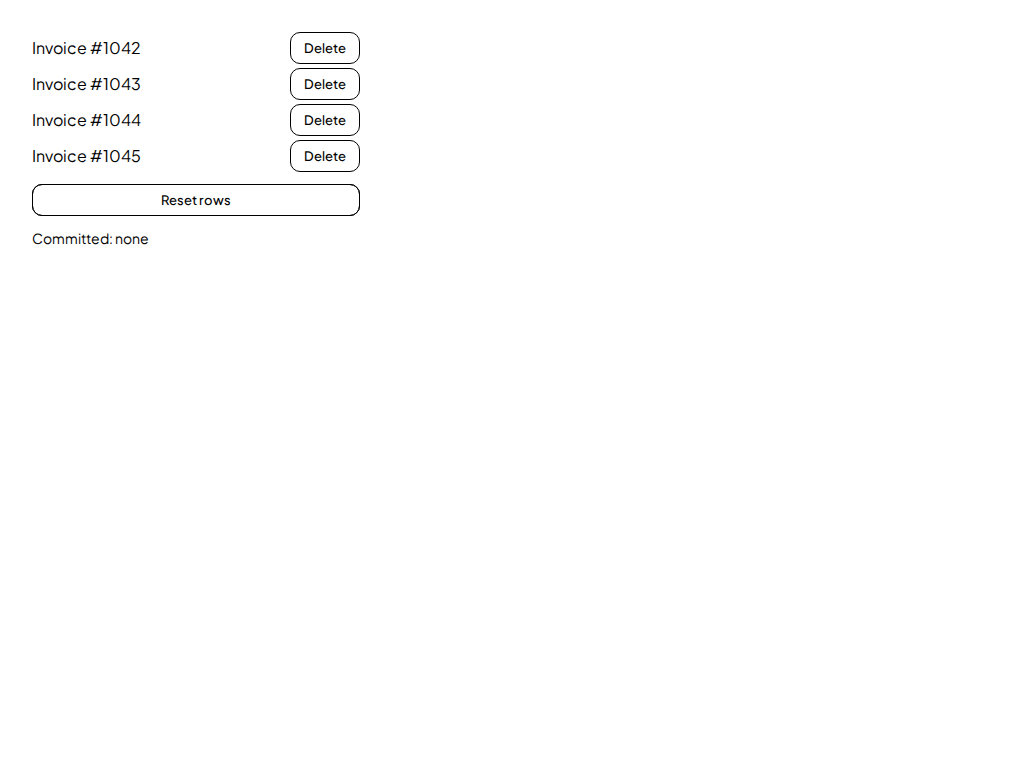 Invoice #1042 Delete
Invoice #1043 Delete
Invoice #1044 Delete
Invoice #1045 Delete
Reset rows
Committed: none